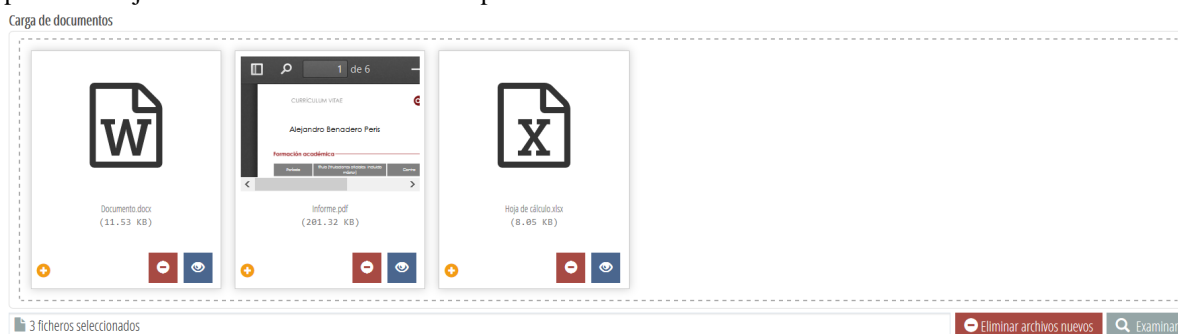 Carga de documentos
1 de 6
CURRICULUM VITAE
Alejandro Benadero Peris
Formación académica
W
X
Documento.docx
(11.53 KB)
Informe.pdf
(201.32 KB)
Hoja de cálculo.xlsx
(8.05 KB)
3 ficheros seleccionados
Eliminar archivos nuevos
Examinar